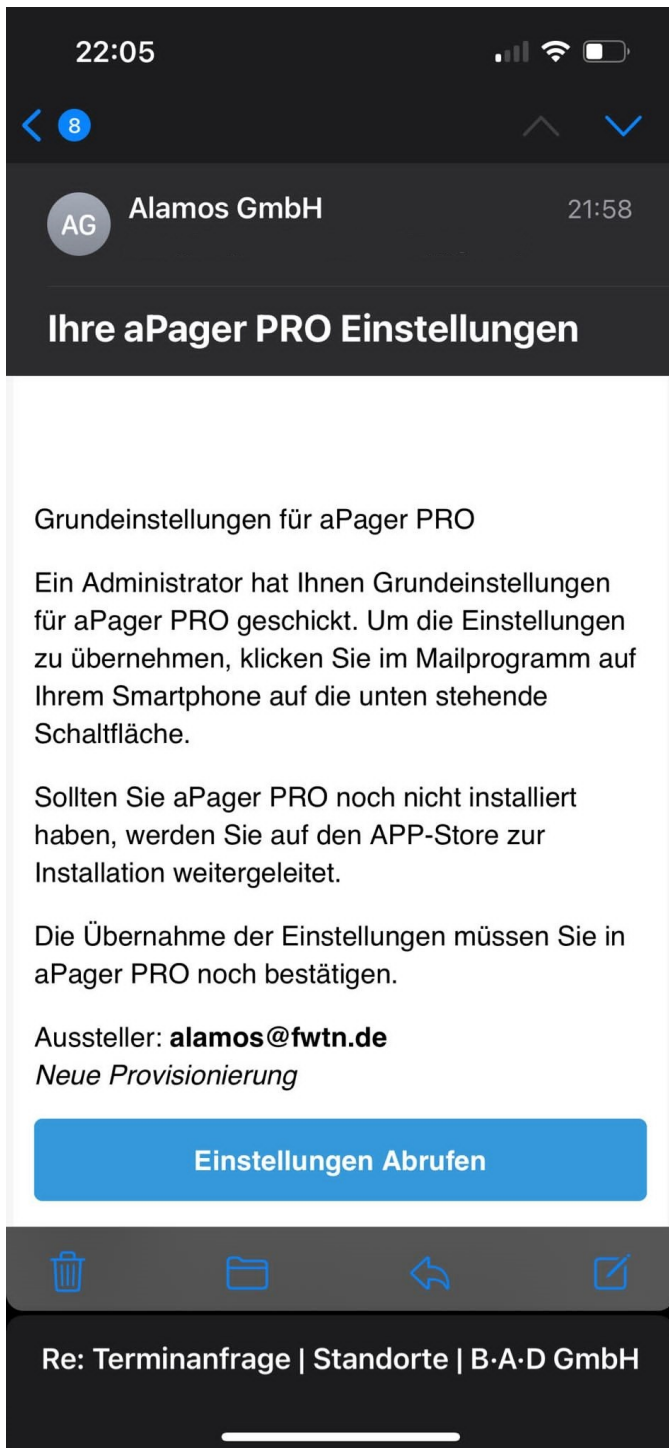 22:05
8
AG
Alamos GmbH
21:58
Ihre aPager PRO Einstellungen
Grundeinstellungen für aPager PRO
Ein Administrator hat Ihnen Grundeinstellungen
für aPager PRO geschickt. Um die Einstellungen
zu übernehmen, klicken Sie im Mailprogramm auf
Ihrem Smartphone auf die unten stehende
Schaltfläche.
Sollten Sie aPager PRO noch nicht installiert
haben, werden Sie auf den APP-Store zur
Installation weitergeleitet.
Die Übernahme der Einstellungen müssen Sie in
aPager PRO noch bestätigen.
Aussteller: alamos@fwtn.de
Neue Provisionierung
Einstellungen Abrufen
Re: Terminanfrage | Standorte | B·A·D GmbH